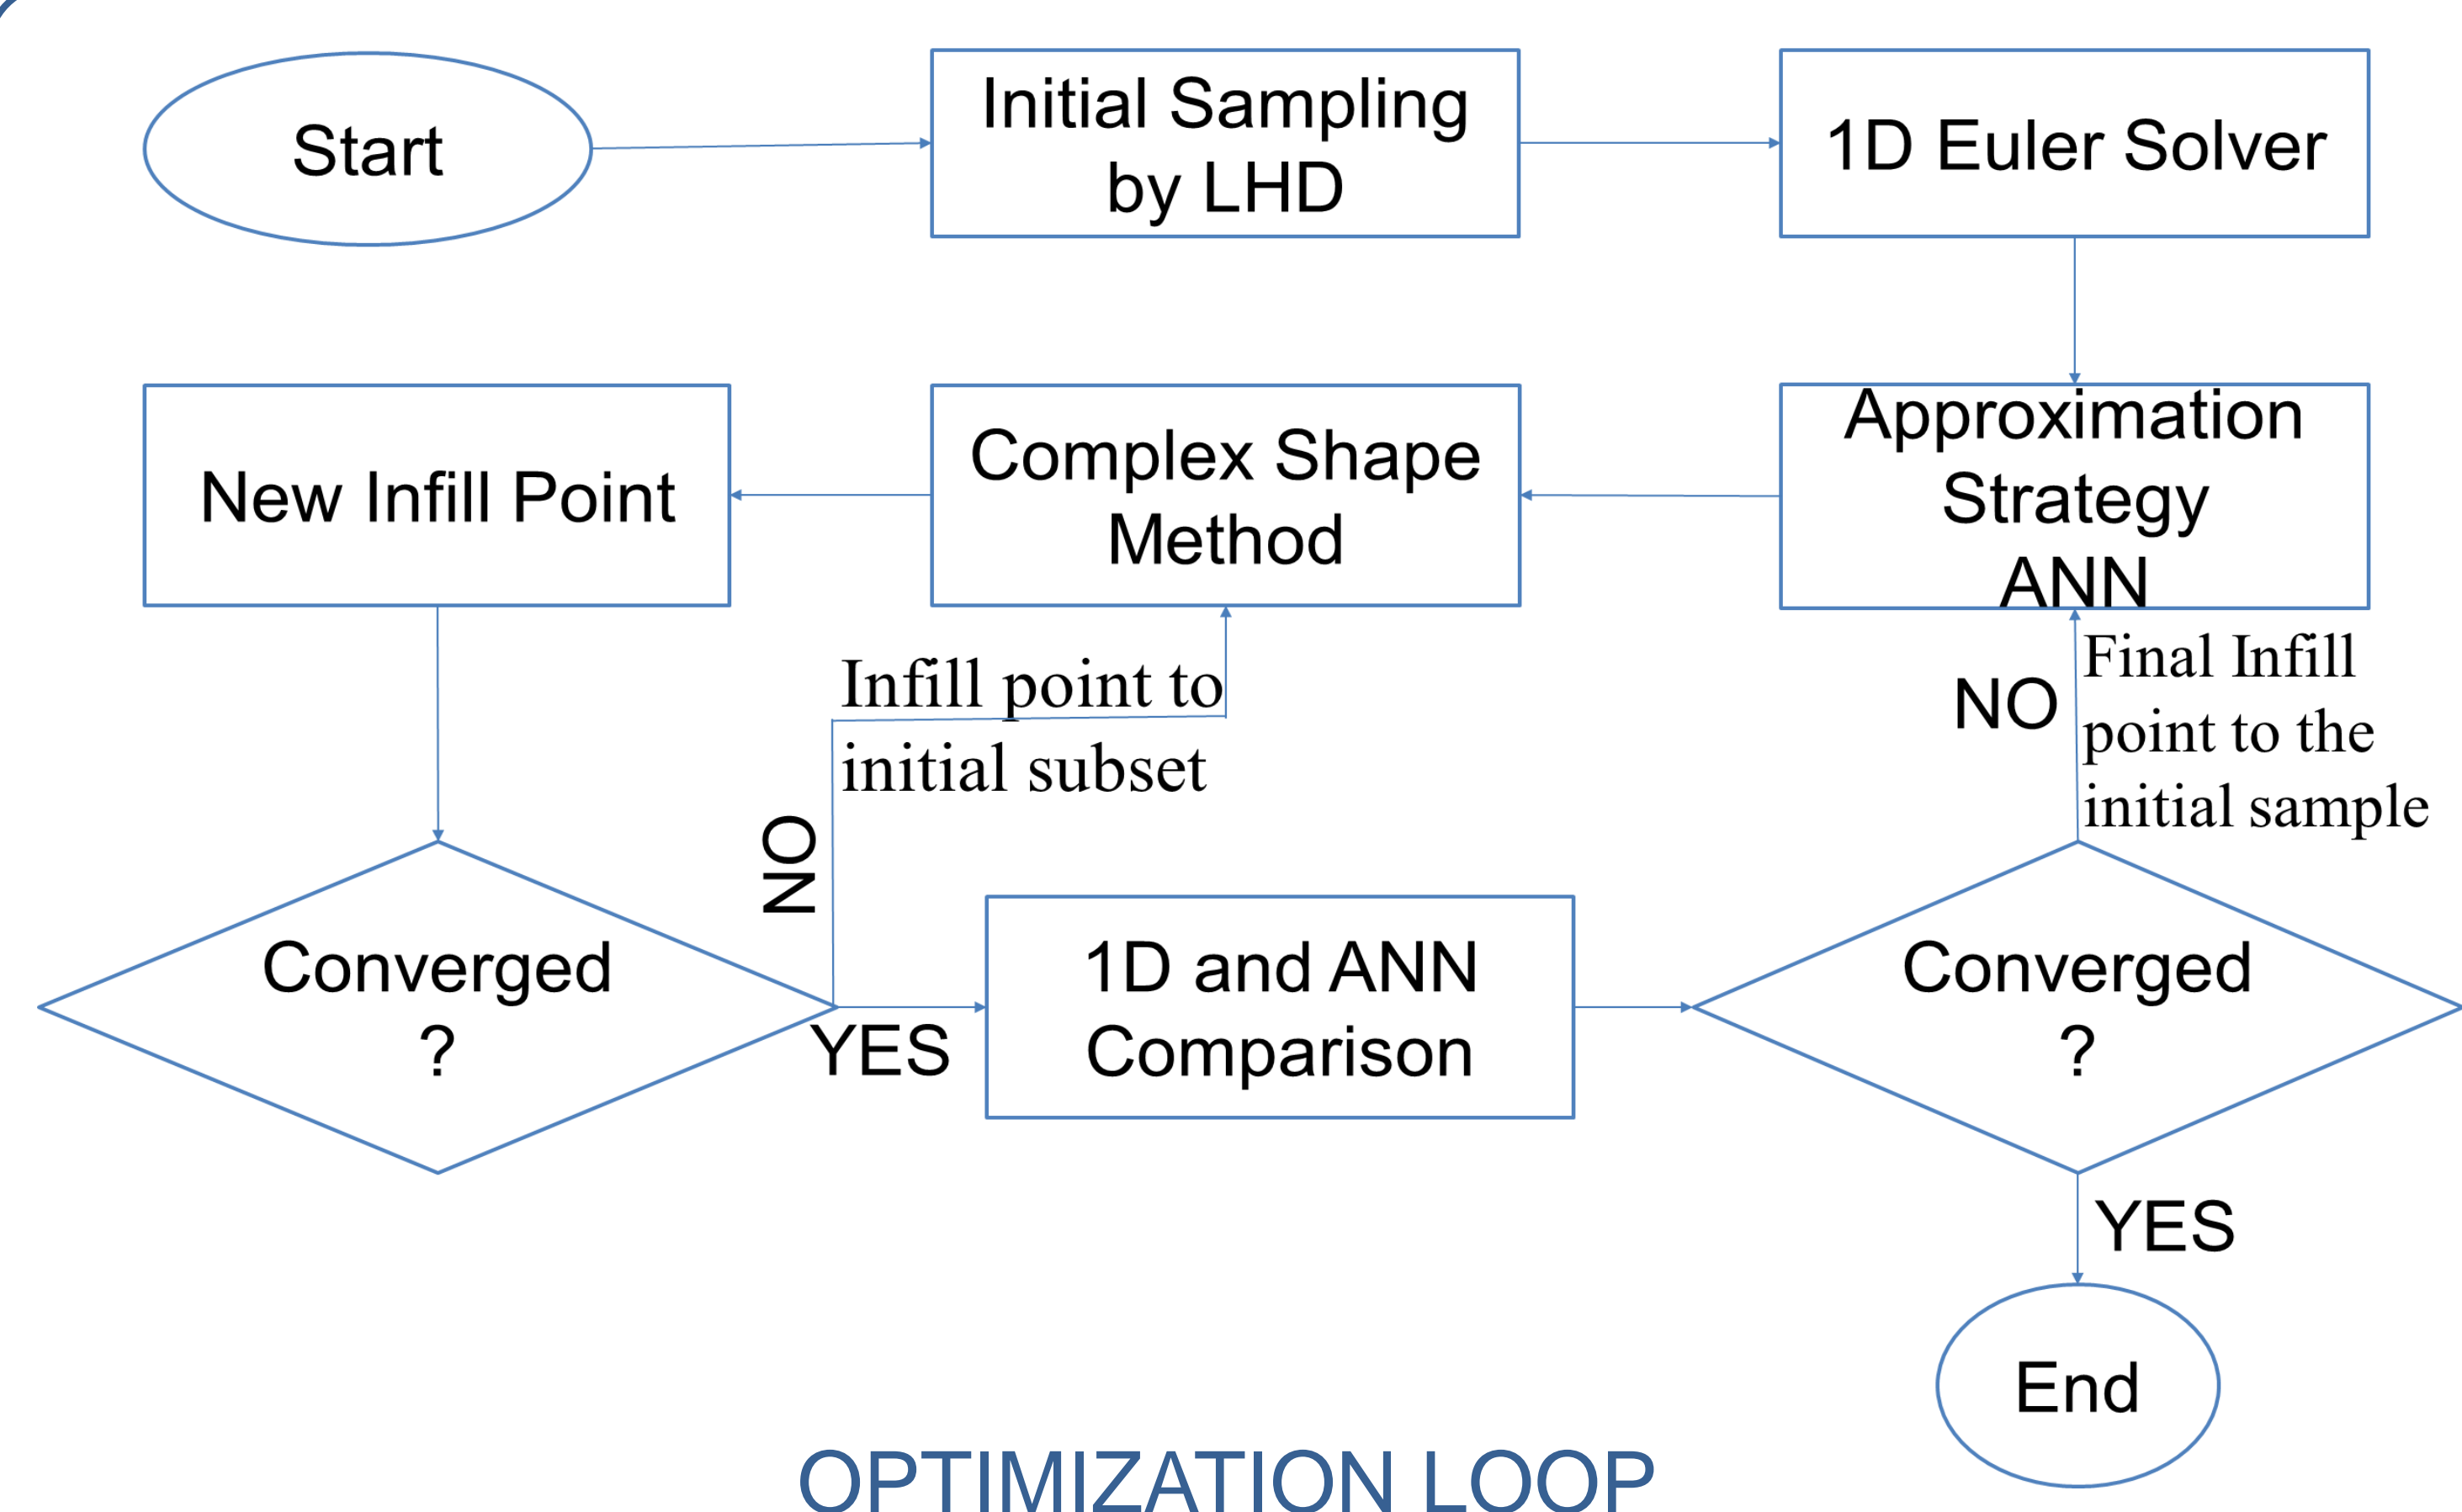 Start
Initial Sampling
by LHD
1D Euler Solver
New Infill Point
Complex Shape
Method
Approximation
Strategy
ANN
Infill point to
initial subset
NO
NO
Final Infill
point to the
initial sample
Converged
?
YES
1D and ANN
Comparison
Converged
?
YES
End
OPTIMIZATION LOOP